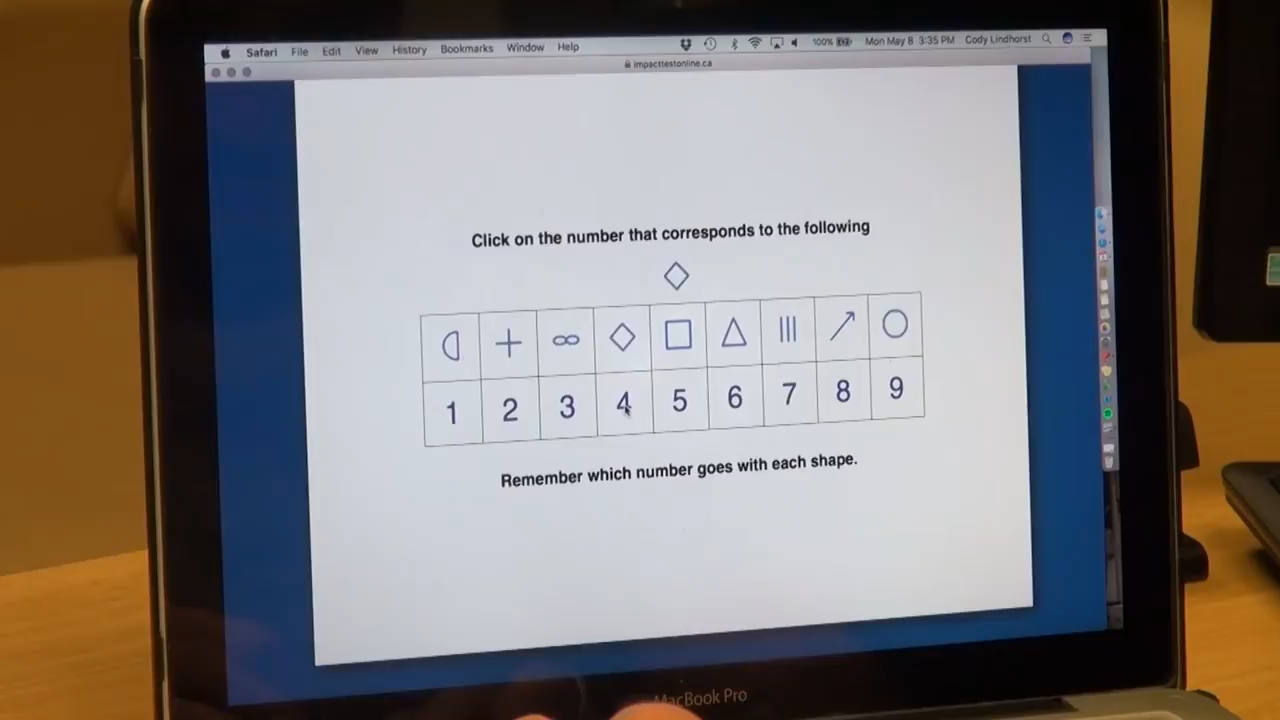 Safari File Edit View History Bookmarks Window Help 100% Mon May 8 3:35 PM Cody Lindhorst
impacttestonline.ca
Click on the number that corresponds to the following
1 2 3 4 5 6 7 8 9
Remember which number goes with each shape.
MacBook Pro